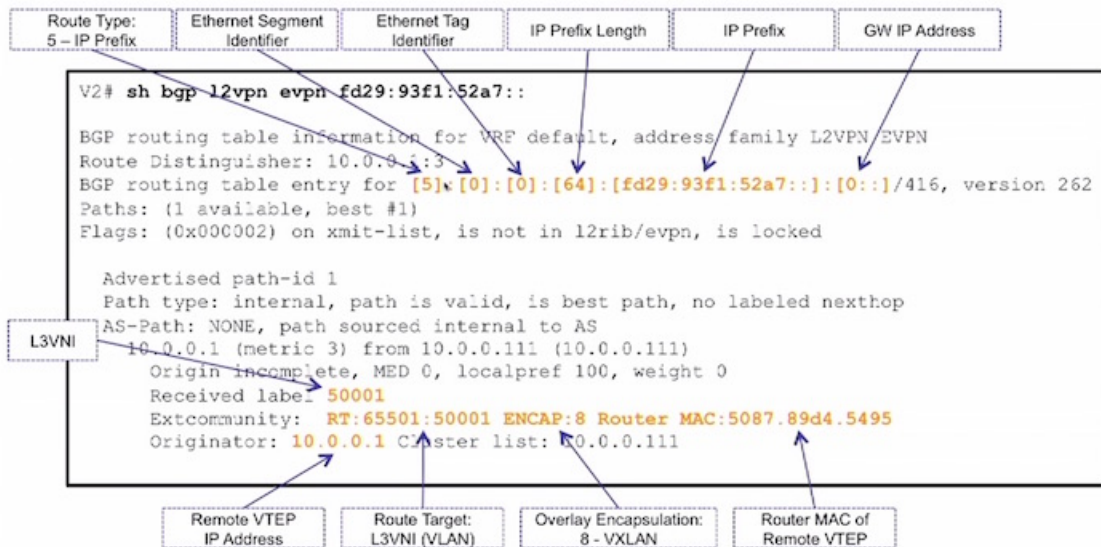 Route Type:
5 – IP Prefix
Ethernet Segment
Identifier
Ethernet Tag
Identifier
IP Prefix Length
IP Prefix
GW IP Address
V2# sh bgp l2vpn evpn fd29:93f1:52a7::
BGP routing table information for VRF default, address family L2VPN EVPN
Route Distinguisher: 10.0.0.1:3
BGP routing table entry for [5]:[0]:[0]:[64]:[fd29:93f1:52a7::]:[0::]/416, version 262
Paths: (1 available, best #1)
Flags: (0x000002) on xmit-list, is not in l2rib/evpn, is locked
Advertised path-id 1
Path type: internal, path is valid, is best path, no labeled nexthop
AS-Path: NONE, path sourced internal to AS
L3VNI
10.0.0.1 (metric 3) from 10.0.0.111 (10.0.0.111)
Origin incomplete, MED 0, localpref 100, weight 0
Received label 50001
Extcommunity: RT:65501:50001 ENCAP:8 Router MAC:5087.89d4.5495
Originator: 10.0.0.1 Cluster list: 10.0.0.111
Remote VTEP
IP Address
Route Target:
L3VNI (VLAN)
Overlay Encapsulation:
8 - VXLAN
Router MAC of
Remote VTEP